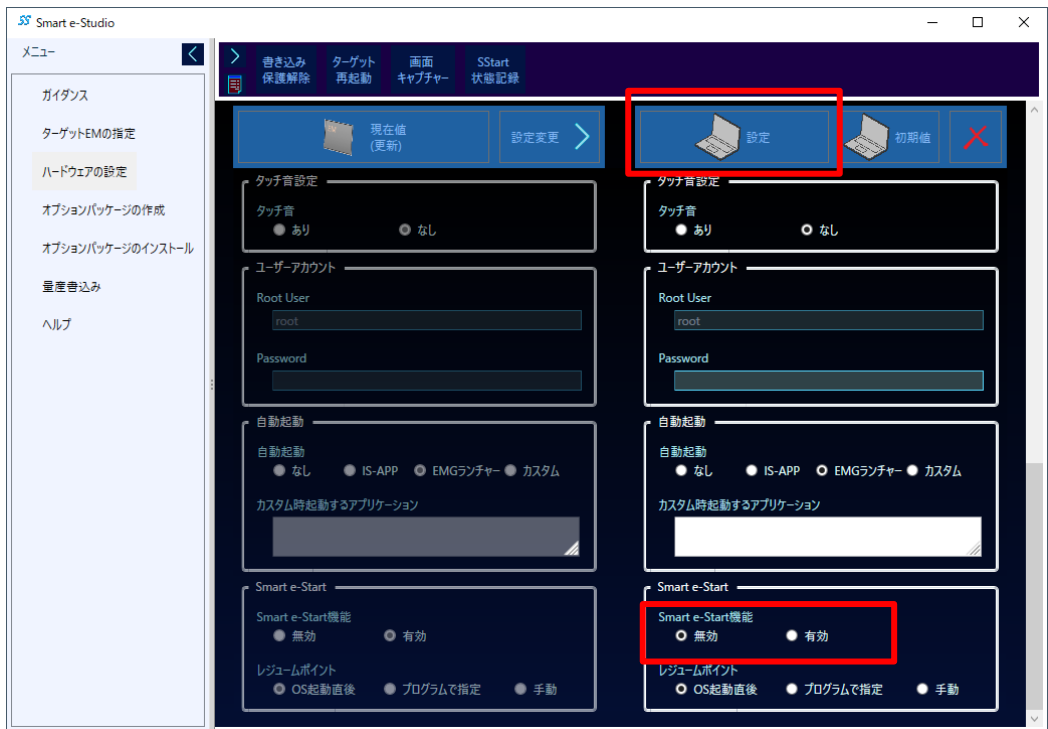 SS Smart e-Studio
メニュー
ガイダンス
ターゲットEMの指定
ハードウェアの設定
オプションパッケージの作成
オプションパッケージのインストール
量産書込み
ヘルプ
書き込み
保護解除
ターゲット
再起動
画面
キャプチャー
SStart
状態記録
現在値
(更新)
設定変更
設定
初期値
タッチ音設定
タッチ音
あり なし
ユーザーアカウント
Root User
root
Password
自動起動
自動起動
なし IS-APP EMGランチャー カスタム
カスタム時起動するアプリケーション
Smart e-Start
Smart e-Start機能
無効 有効
レジュームポイント
OS起動直後 プログラムで指定 手動
タッチ音設定
タッチ音
あり なし
ユーザーアカウント
Root User
root
Password
自動起動
自動起動
なし IS-APP EMGランチャー カスタム
カスタム時起動するアプリケーション
Smart e-Start
Smart e-Start機能
無効 有効
レジュームポイント
OS起動直後 プログラムで指定 手動